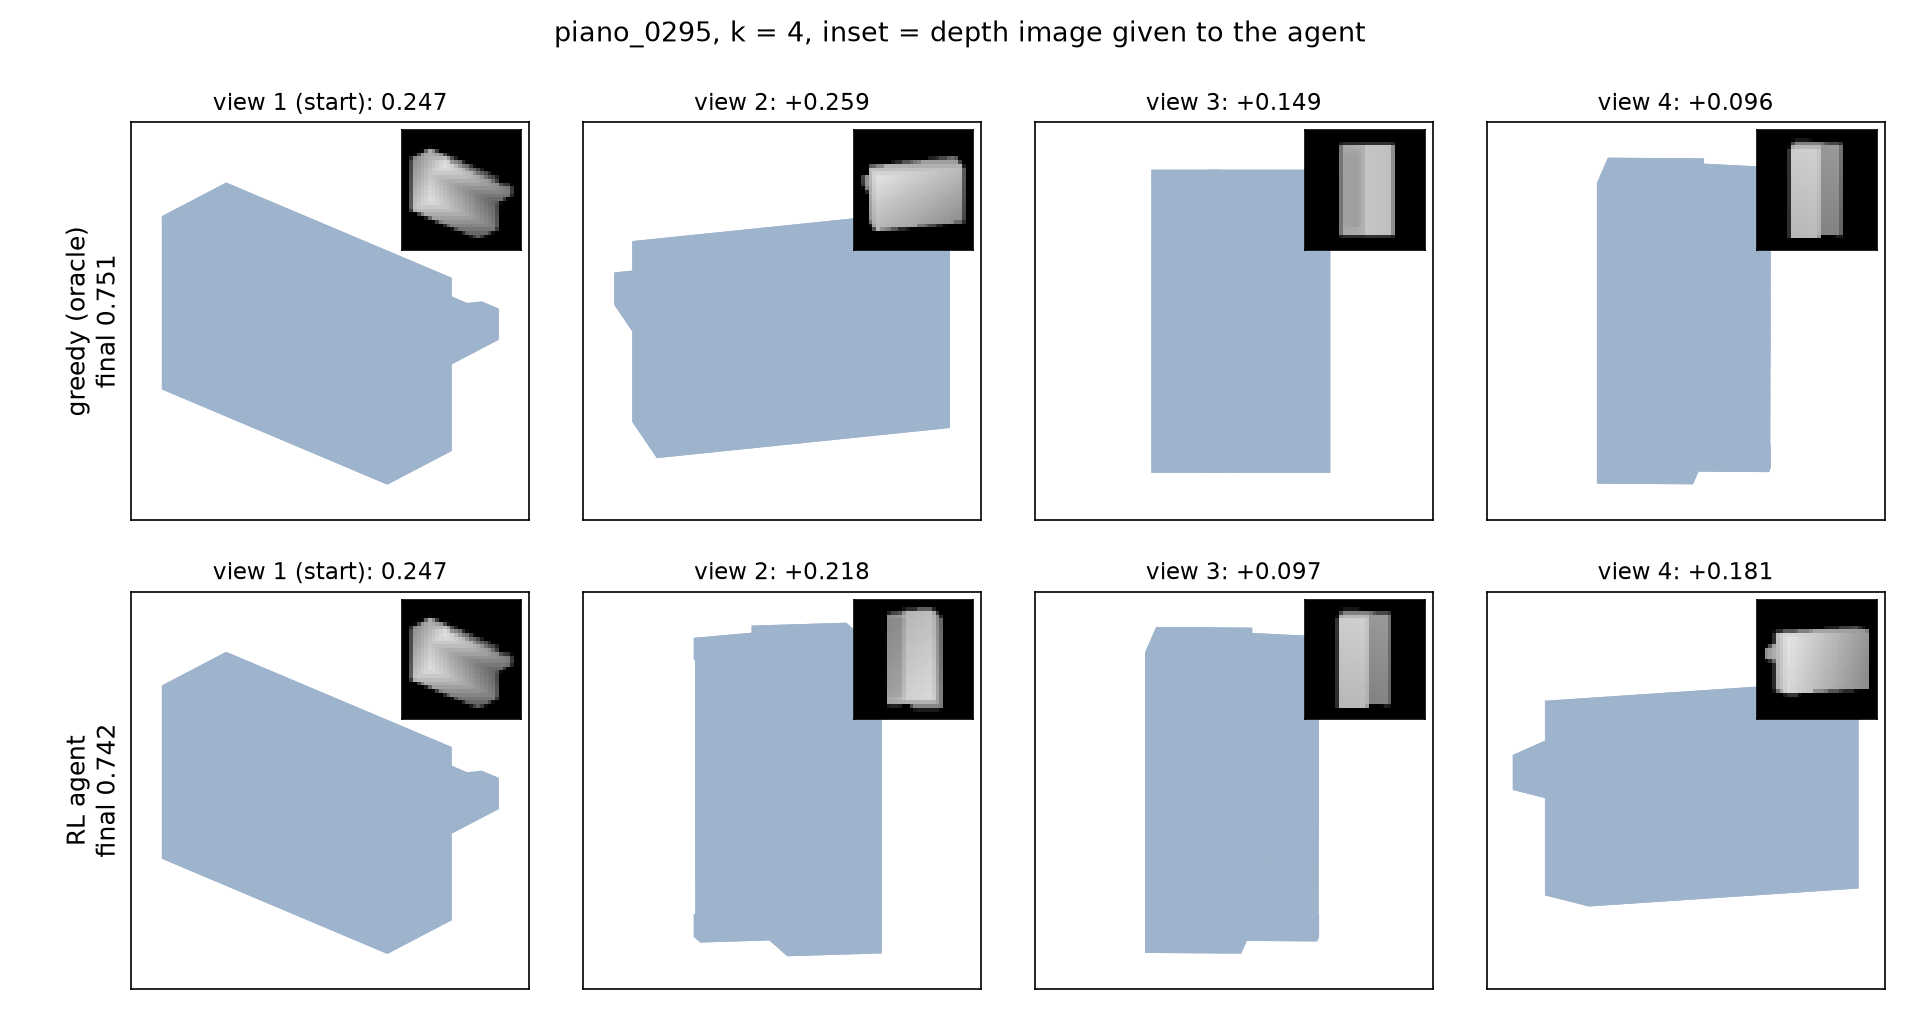 piano_0295, k = 4, inset = depth image given to the agent
view 1 (start): 0.247
view 2: +0.259
view 3: +0.149
view 4: +0.096
greedy (oracle)
final 0.751
view 1 (start): 0.247
view 2: +0.218
view 3: +0.097
view 4: +0.181
RL agent
final 0.742